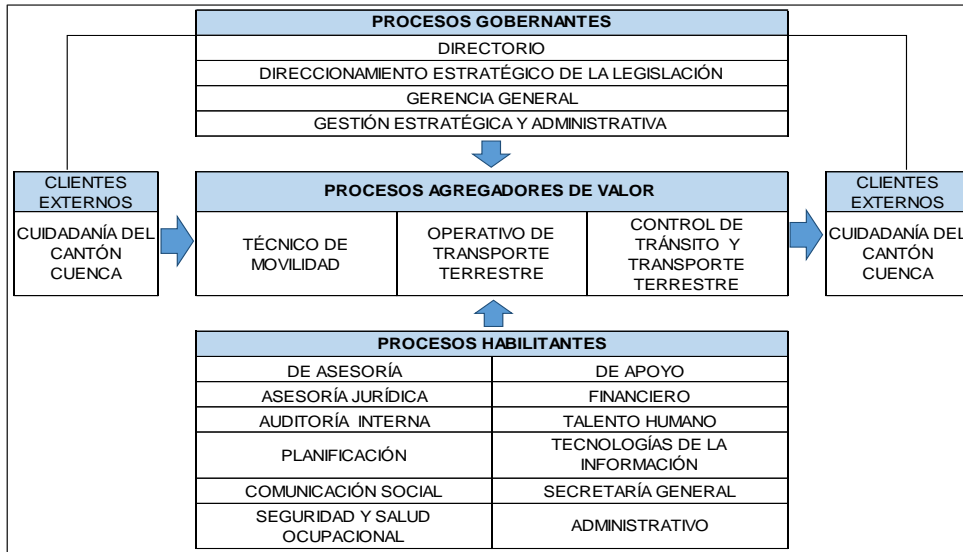 PROCESOS GOBERNANTES
DIRECTORIO
DIRECCIONAMIENTO ESTRATÉGICO DE LA LEGISLACIÓN
GERENCIA GENERAL
GESTIÓN ESTRATÉGICA Y ADMINISTRATIVA
CLIENTES
EXTERNOS
CUIDADANÍA DEL
CANTÓN
CUENCA
PROCESOS AGREGADORES DE VALOR
TÉCNICO DE
MOVILIDAD
OPERATIVO DE
TRANSPORTE
TERRESTRE
CONTROL DE
TRÁNSITO Y
TRANSPORTE
TERRESTRE
CLIENTES
EXTERNOS
CUIDADANÍA DEL
CANTÓN
CUENCA
PROCESOS HABILITANTES
DE ASESORÍA
DE APOYO
ASESORÍA JURÍDICA
FINANCIERO
AUDITORÍA INTERNA
TALENTO HUMANO
PLANIFICACIÓN
TECNOLOGÍAS DE LA
INFORMACIÓN
COMUNICACIÓN SOCIAL
SECRETARÍA GENERAL
SEGURIDAD Y SALUD
OCUPACIONAL
ADMINISTRATIVO